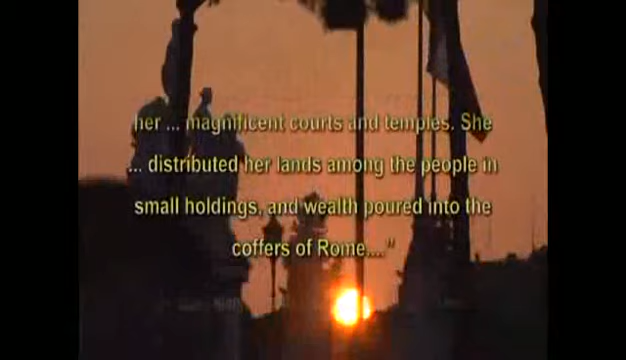 her ... magnificent courts and temples. She
... distributed her lands among the people in
small holdings, and wealth poured into the
coffers of Rome...."